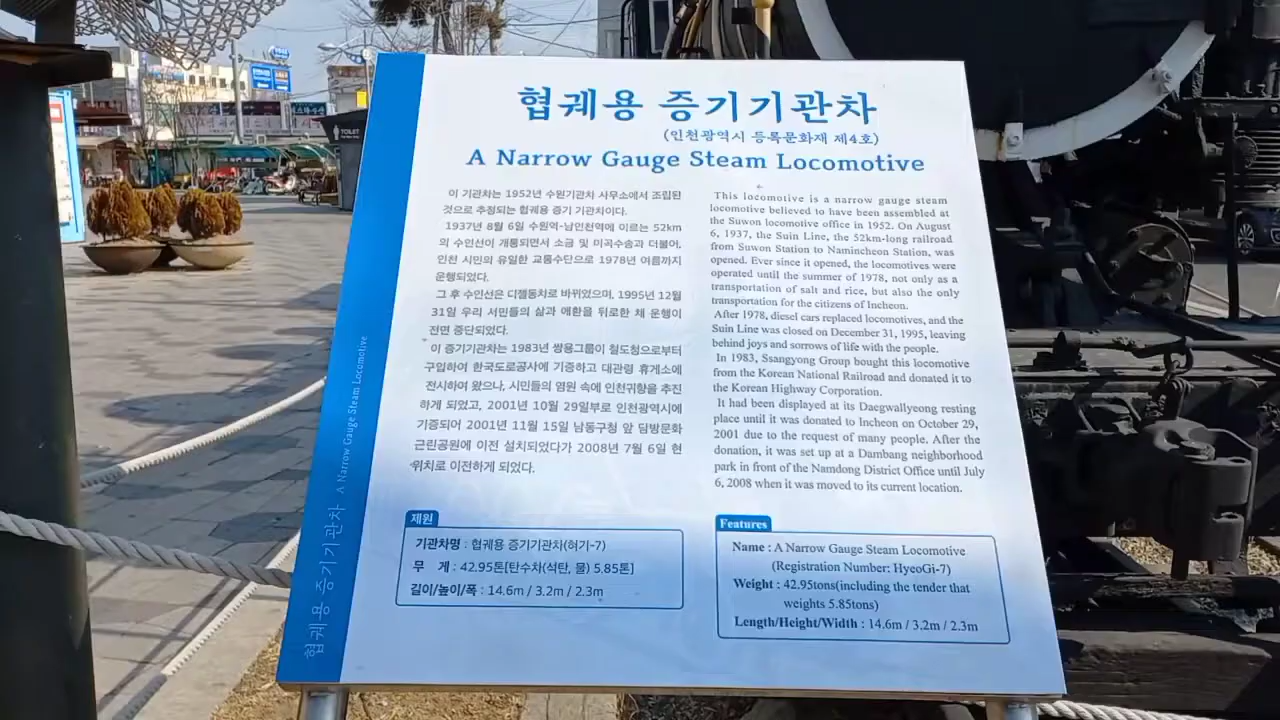 협궤용 증기기관차
(인천광역시 등록문화재 제4호)
A Narrow Gauge Steam Locomotive
이 기관차는 1952년 수원기관차 사무소에서 조립된
것으로 추정되는 협궤용 증기 기관차이다.
1937년 8월 6일 수원역-남인천역에 이르는 52km
의 수인선이 개통되면서 소금 및 미곡수송과 더불어,
인천 시민의 유일한 교통수단으로 1978년 여름까지
운행되었다.
그 후 수인선은 디젤동차로 바뀌었으며, 1995년 12월
31일 우리 서민들의 삶과 애환을 뒤로한 채 운행이
전면 중단되었다.
이 증기기관차는 1983년 쌍용그룹이 철도청으로부터
구입하여 한국도로공사에 기증하고 대관령 휴게소에
전시하여 왔으나, 시민들의 염원 속에 인천귀향을 추진
하게 되었고, 2001년 10월 29일부로 인천광역시에
기증되어 2001년 11월 15일 남동구청 앞 담방문화
근린공원에 이전 설치되었다가 2008년 7월 6일 현
위치로 이전하게 되었다.
This locomotive is a narrow gauge steam
locomotive believed to have been assembled at
the Suwon locomotive office in 1952. On August
6, 1937, the Suin Line, the 52km-long railroad
from Suwon Station to Namincheon Station, was
opened. Ever since it opened, the locomotives were
operated until the summer of 1978, not only as a
transportation of salt and rice, but also the only
transportation for the citizens of Incheon.
After 1978, diesel cars replaced locomotives, and the
Suin Line was closed on December 31, 1995, leaving
behind joys and sorrows of life with the people.
In 1983, Ssangyong Group bought this locomotive
from the Korean National Railroad and donated it to
the Korean Highway Corporation.
It had been displayed at its Daegwallyeong resting
place until it was donated to Incheon on October 29,
2001 due to the request of many people. After the
donation, it was set up at a Dambang neighborhood
park in front of the Namdong District Office until July
6, 2008 when it was moved to its current location.
제원
기관차명 : 협궤용 증기기관차(혀기-7)
무 게 : 42.95톤[탄수차(석탄, 물) 5.85톤]
길이/높이/폭 : 14.6m / 3.2m / 2.3m
Features
Name : A Narrow Gauge Steam Locomotive
(Registration Number: HyeoGi-7)
Weight : 42.95tons(including the tender that
weights 5.85tons)
Length/Height/Width : 14.6m / 3.2m / 2.3m
협궤용 증기기관차 A Narrow Gauge Steam Locomotive
TOILET